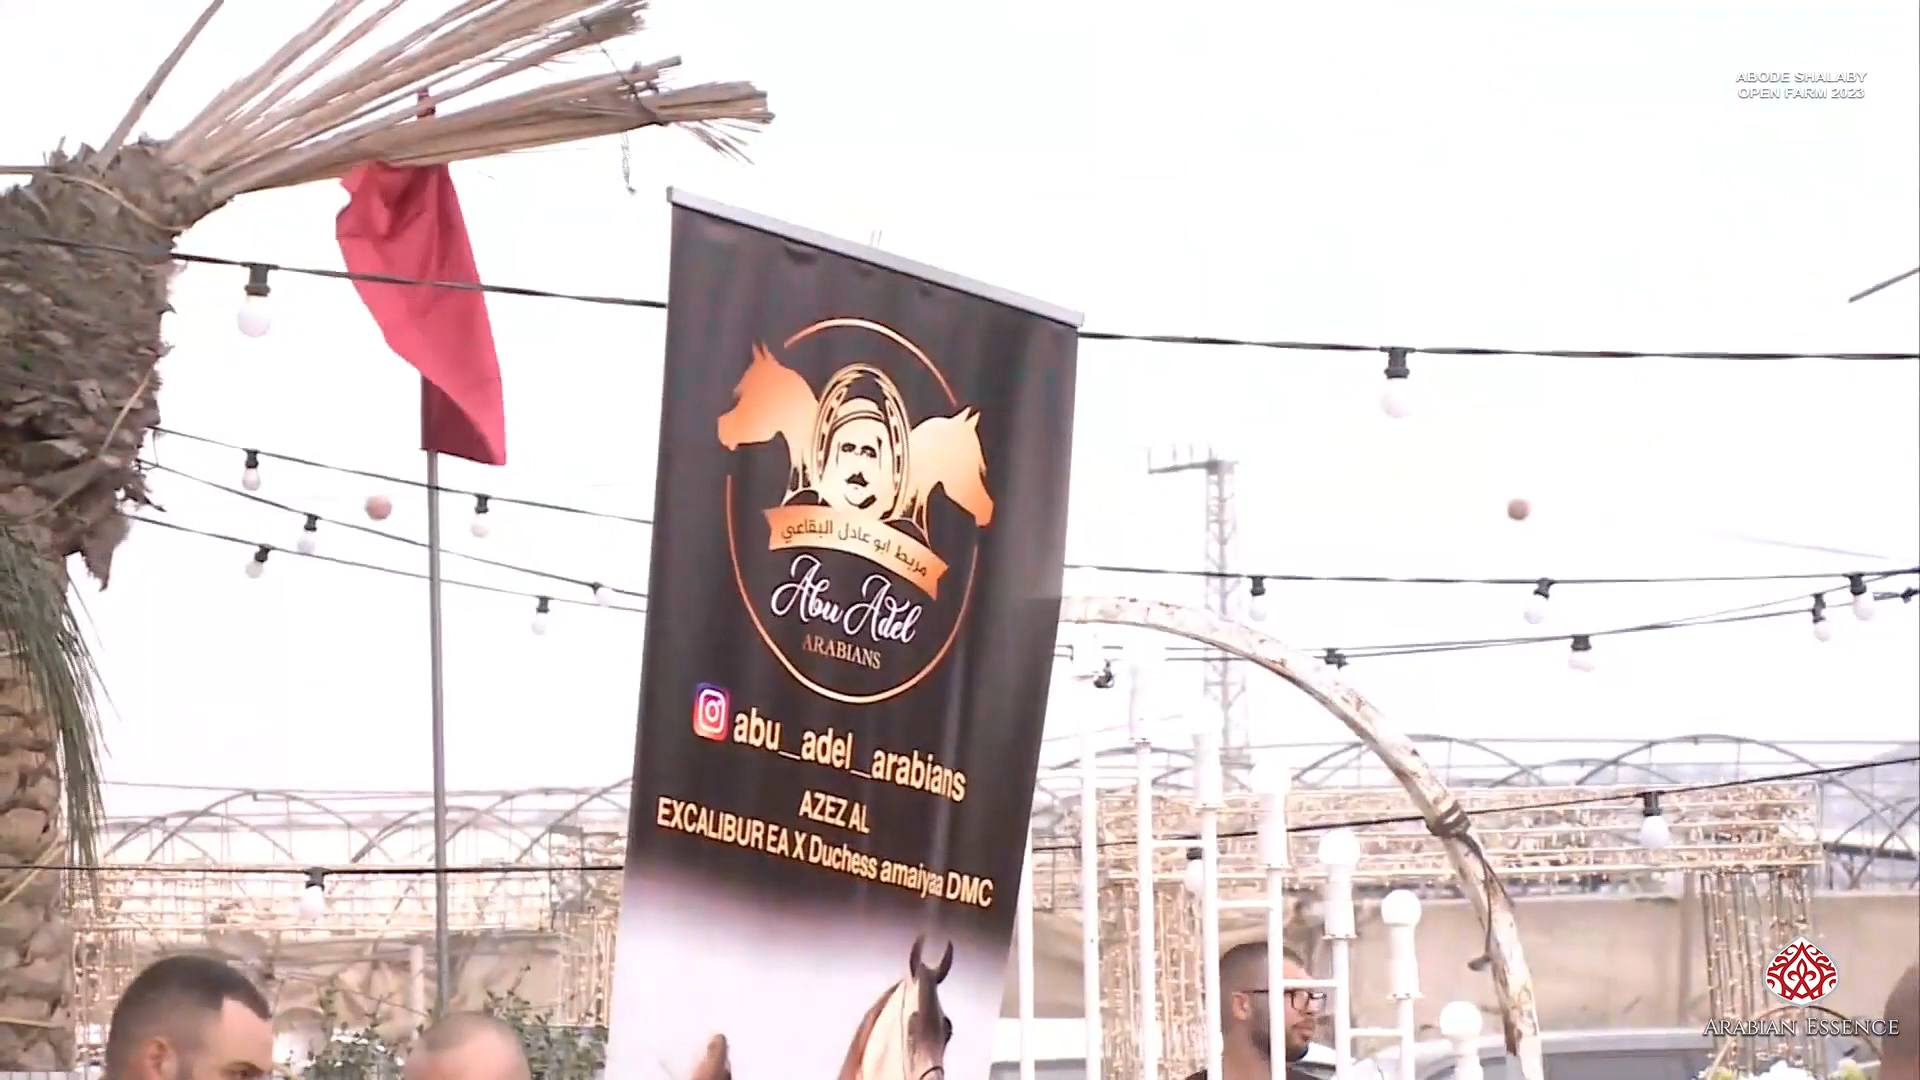 ABODE SHALABY
OPEN FARM 2023
مربط ابو عادل البقاعي
Abu Adel
ARABIANS
abu_adel_arabians
AZEZ AL
EXCALIBUR EA X Duchess amaiyaa DMC
ARABIAN ESSENCE